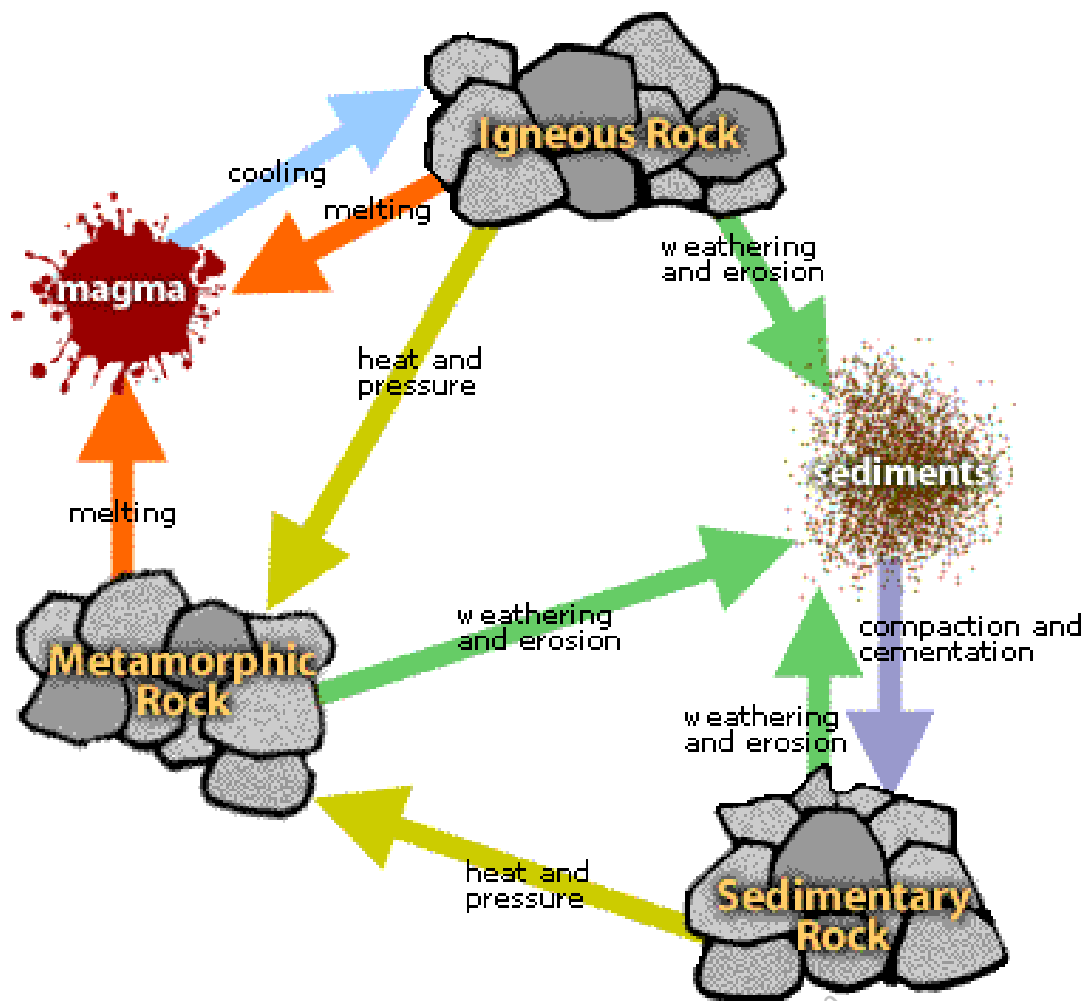 Igneous Rock
cooling
melting
weathering
and erosion
magma
heat and
pressure
sediments
melting
weathering
and erosion
compaction and
cementation
Metamorphic
Rock
weathering
and erosion
heat and
pressure
Sedimentary
Rock